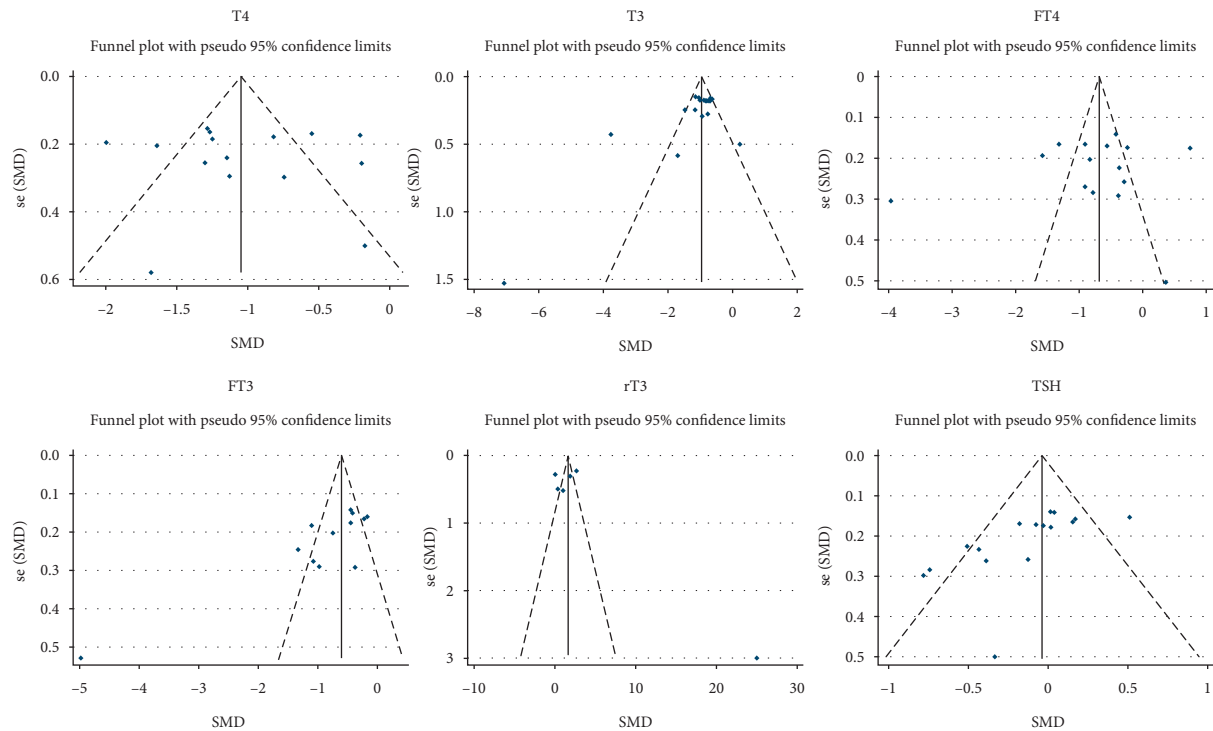 T4
Funnel plot with pseudo 95% confidence limits
0.0
0.2
0.4
0.6
se (SMD)
–2
–1.5
–1
–0.5
0
SMD
T3
Funnel plot with pseudo 95% confidence limits
0.0
0.5
1.0
1.5
se (SMD)
–8
–6
–4
–2
0
2
SMD
FT4
Funnel plot with pseudo 95% confidence limits
0
0.1
0.2
0.3
0.4
0.5
se (SMD)
–4
–3
–2
–1
0
1
SMD
FT3
Funnel plot with pseudo 95% confidence limits
0.0
0.1
0.2
0.3
0.4
0.5
se (SMD)
–5
–4
–3
–2
–1
0
SMD
rT3
Funnel plot with pseudo 95% confidence limits
0
1
2
3
se (SMD)
–10
0
10
20
30
SMD
TSH
Funnel plot with pseudo 95% confidence limits
0.0
0.1
0.2
0.3
0.4
0.5
se (SMD)
–1
–0.5
0
0.5
1
SMD